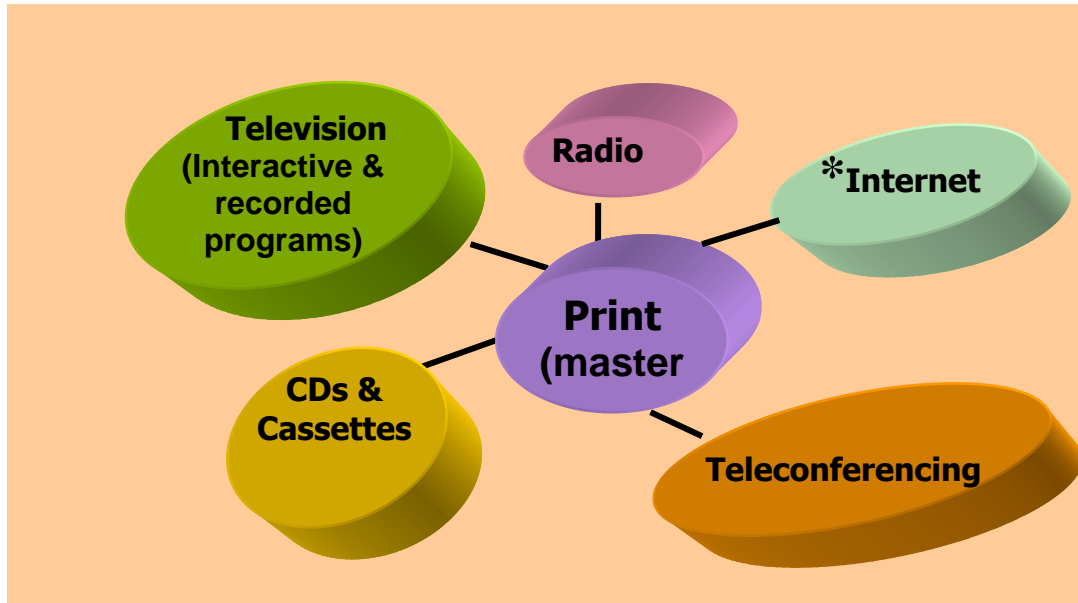 Television
(Interactive &
recorded
programs)
Radio
*Internet
Print
(master
CDs &
Cassettes
Teleconferencing